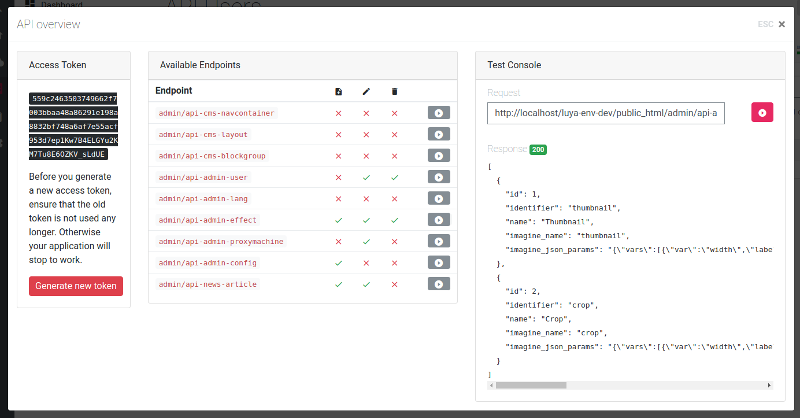 Dashboard
API overview
ESC ×
Access Token
559c2463503749662f7
003bbaa48a86291e198a
8832bf748a6af7e55acf
953d7ep1Kw7B4ELGYu2K
M7Tu8E6OZKV_sLdUE
Before you generate
a new access token,
ensure that the old
token is not used any
longer. Otherwise
your application will
stop to work.
Generate new token
Available Endpoints
Endpoint
admin/api-cms-navcontainer
admin/api-cms-layout
admin/api-cms-blockgroup
admin/api-admin-user
admin/api-admin-lang
admin/api-admin-effect
admin/api-admin-proxymachine
admin/api-admin-config
admin/api-news-article
Test Console
Request
http://localhost/luya-env-dev/public_html/admin/api-a
Response 200
[
{
"id": 1,
"identifier": "thumbnail",
"name": "Thumbnail",
"imagine_name": "thumbnail",
"imagine_json_params": "{\"vars\":[{\"var\":\"width\",\"labe
},
{
"id": 2,
"identifier": "crop",
"name": "Crop",
"imagine_name": "crop",
"imagine_json_params": "{\"vars\":[{\"var\":\"width\",\"labe
}
]